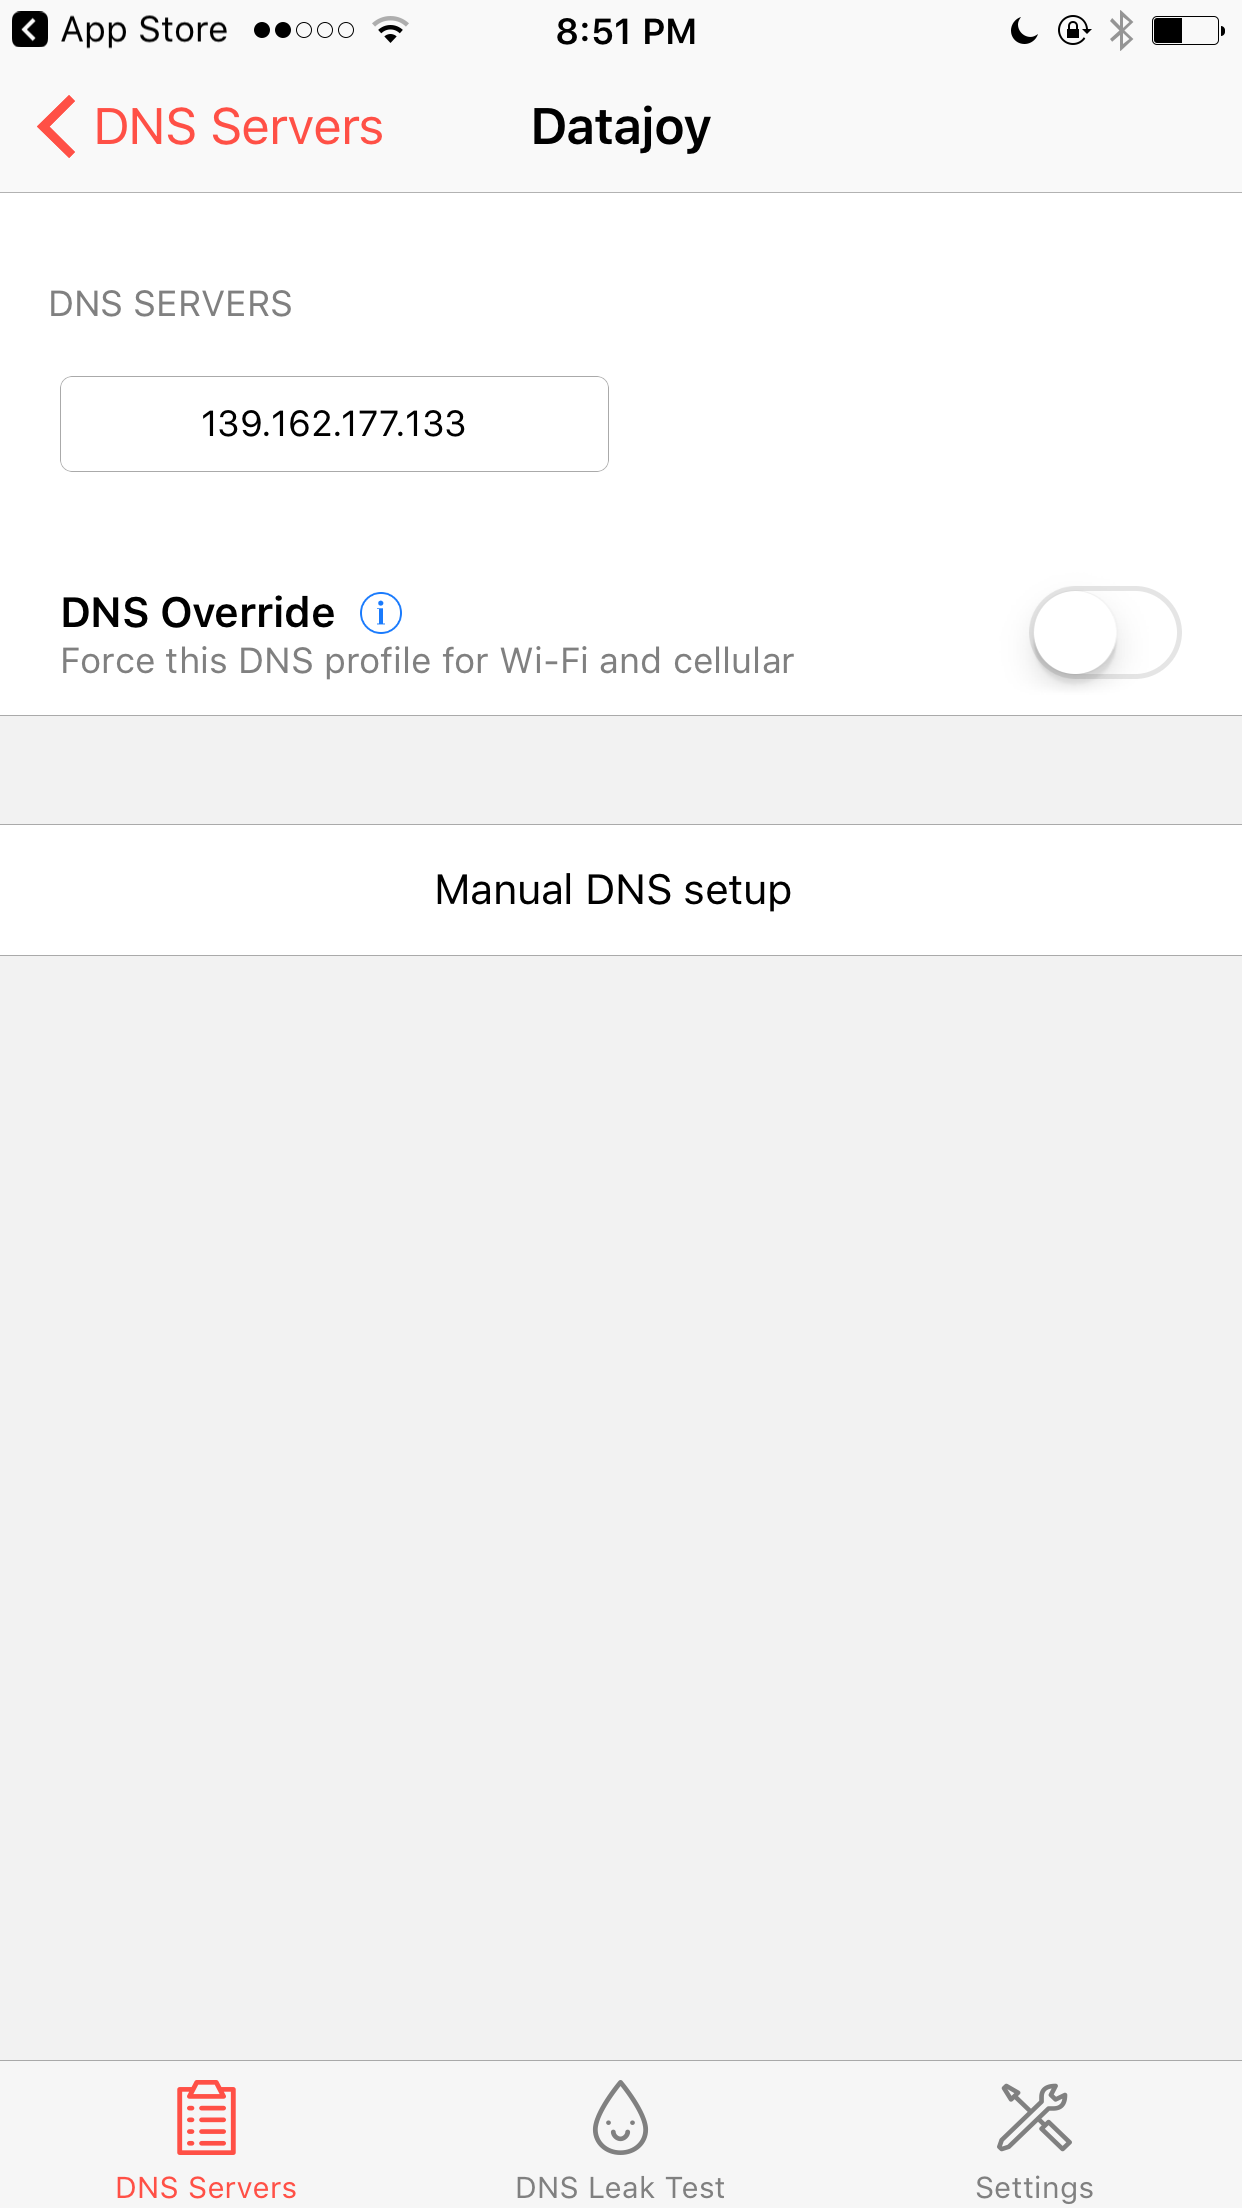 App Store
8:51 PM
DNS Servers
Datajoy
DNS SERVERS
139.162.177.133
DNS Override
Force this DNS profile for Wi-Fi and cellular
Manual DNS setup
DNS Servers
DNS Leak Test
Settings